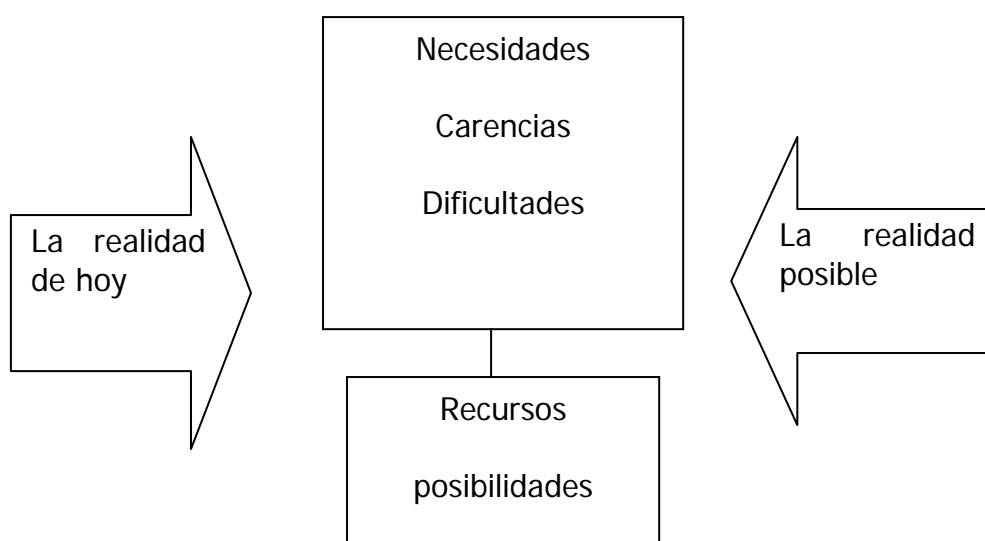 Necesidades
Carencias
Dificultades
La realidad
de hoy
La realidad
posible
Recursos
posibilidades